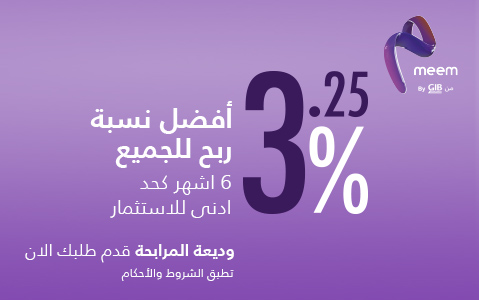 meem
By GIB من
3.25%
أفضل نسبة
ربح للجميع
6 اشهر كحد
ادنى للاستثمار
وديعة المرابحة قدم طلبك الان
تطبق الشروط والأحكام